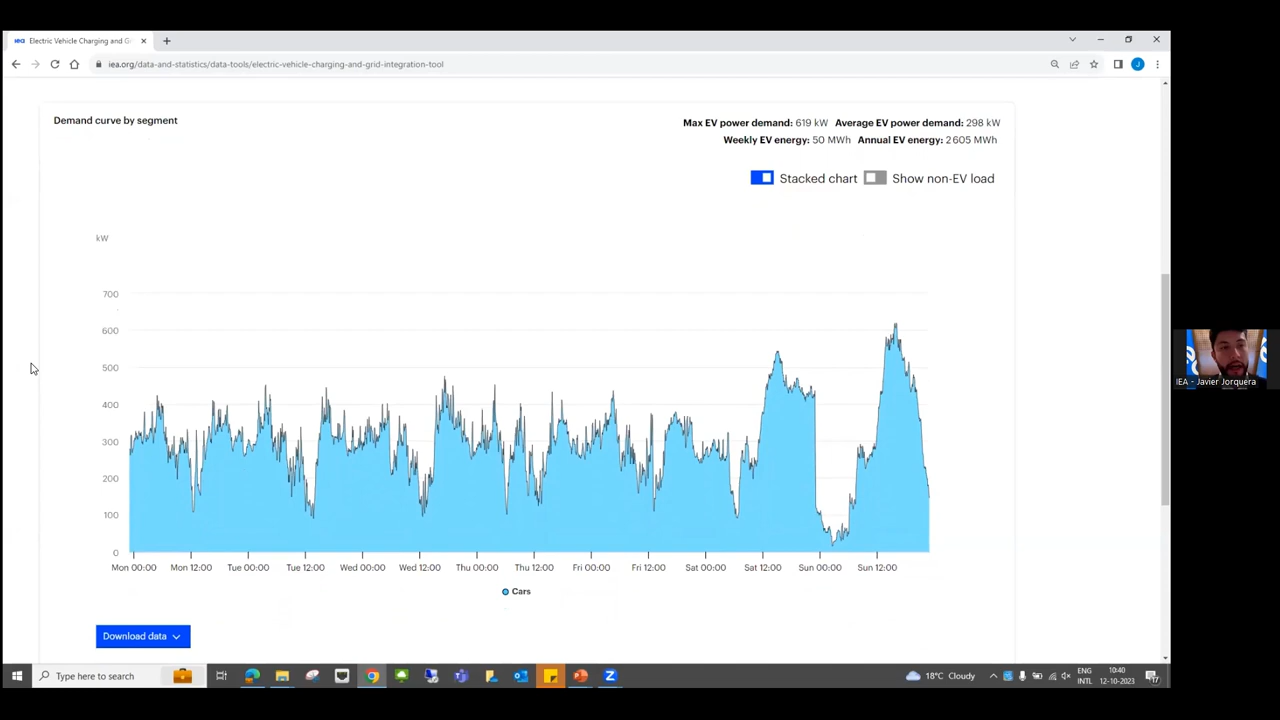 iea Electric Vehicle Charging and G
iea.org/data-and-statistics/data-tools/electric-vehicle-charging-and-grid-integration-tool
J
Demand curve by segment
Max EV power demand: 619 kW Average EV power demand: 298 kW
Weekly EV energy: 50 MWh Annual EV energy: 2 605 MWh
Stacked chart Show non-EV load
kW
700
600
500
400
300
200
100
0
Mon 00:00 Mon 12:00 Tue 00:00 Tue 12:00 Wed 00:00 Wed 12:00 Thu 00:00 Thu 12:00 Fri 00:00 Fri 12:00 Sat 00:00 Sat 12:00 Sun 00:00 Sun 12:00
Cars
Download data
IEA - Javier Jorquera
Type here to search
18°C Cloudy
ENG
INTL
10:40
12-10-2023